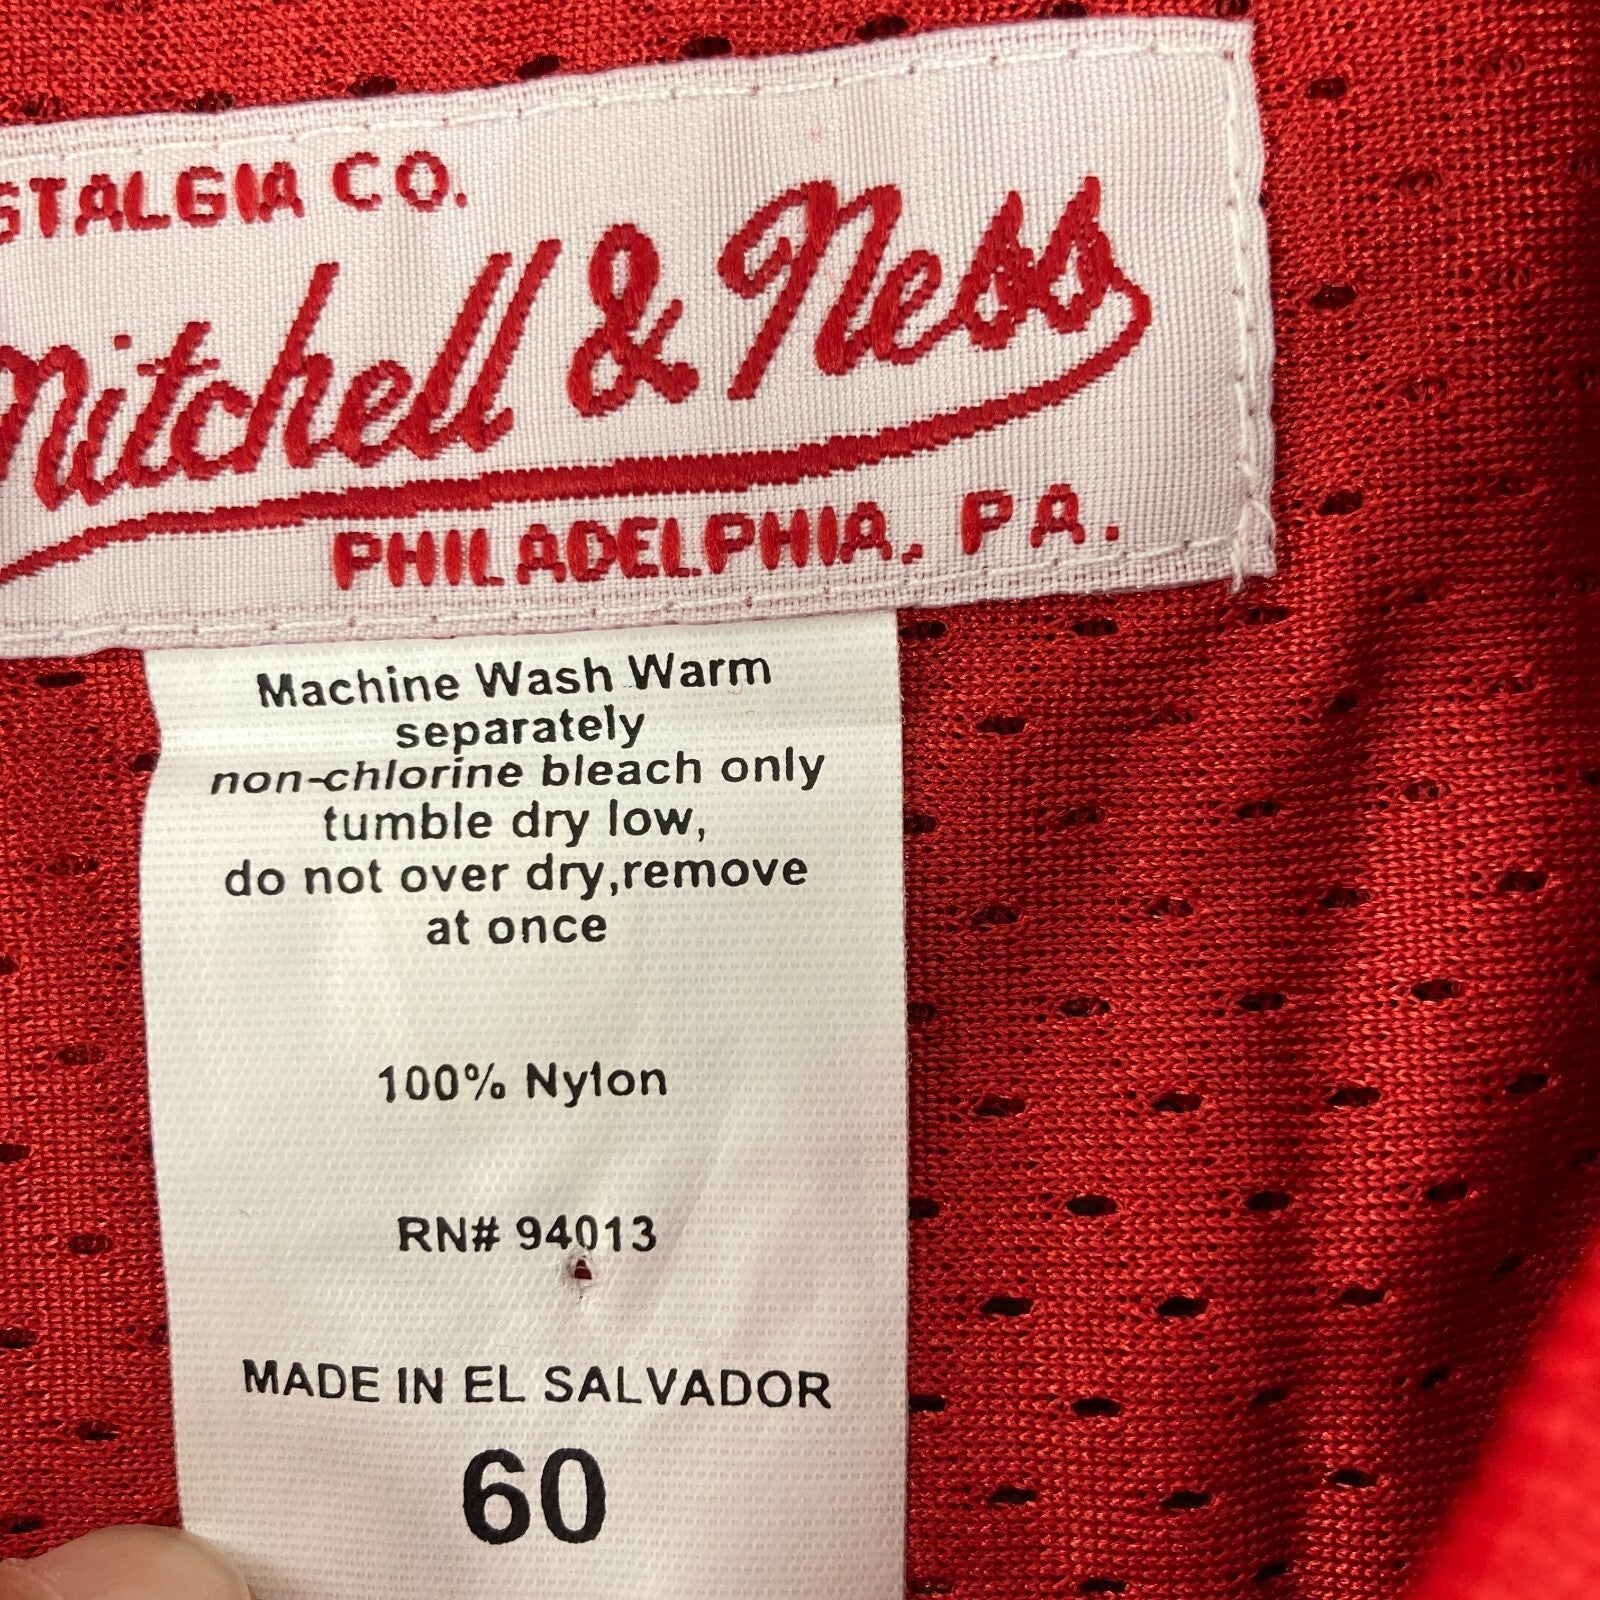 STALGIA CO.
Mitchell & Ness
PHILADELPHIA, PA.
Machine Wash Warm
separately
non-chlorine bleach only
tumble dry low,
do not over dry,remove
at once
100% Nylon
RN# 94013
MADE IN EL SALVADOR
60